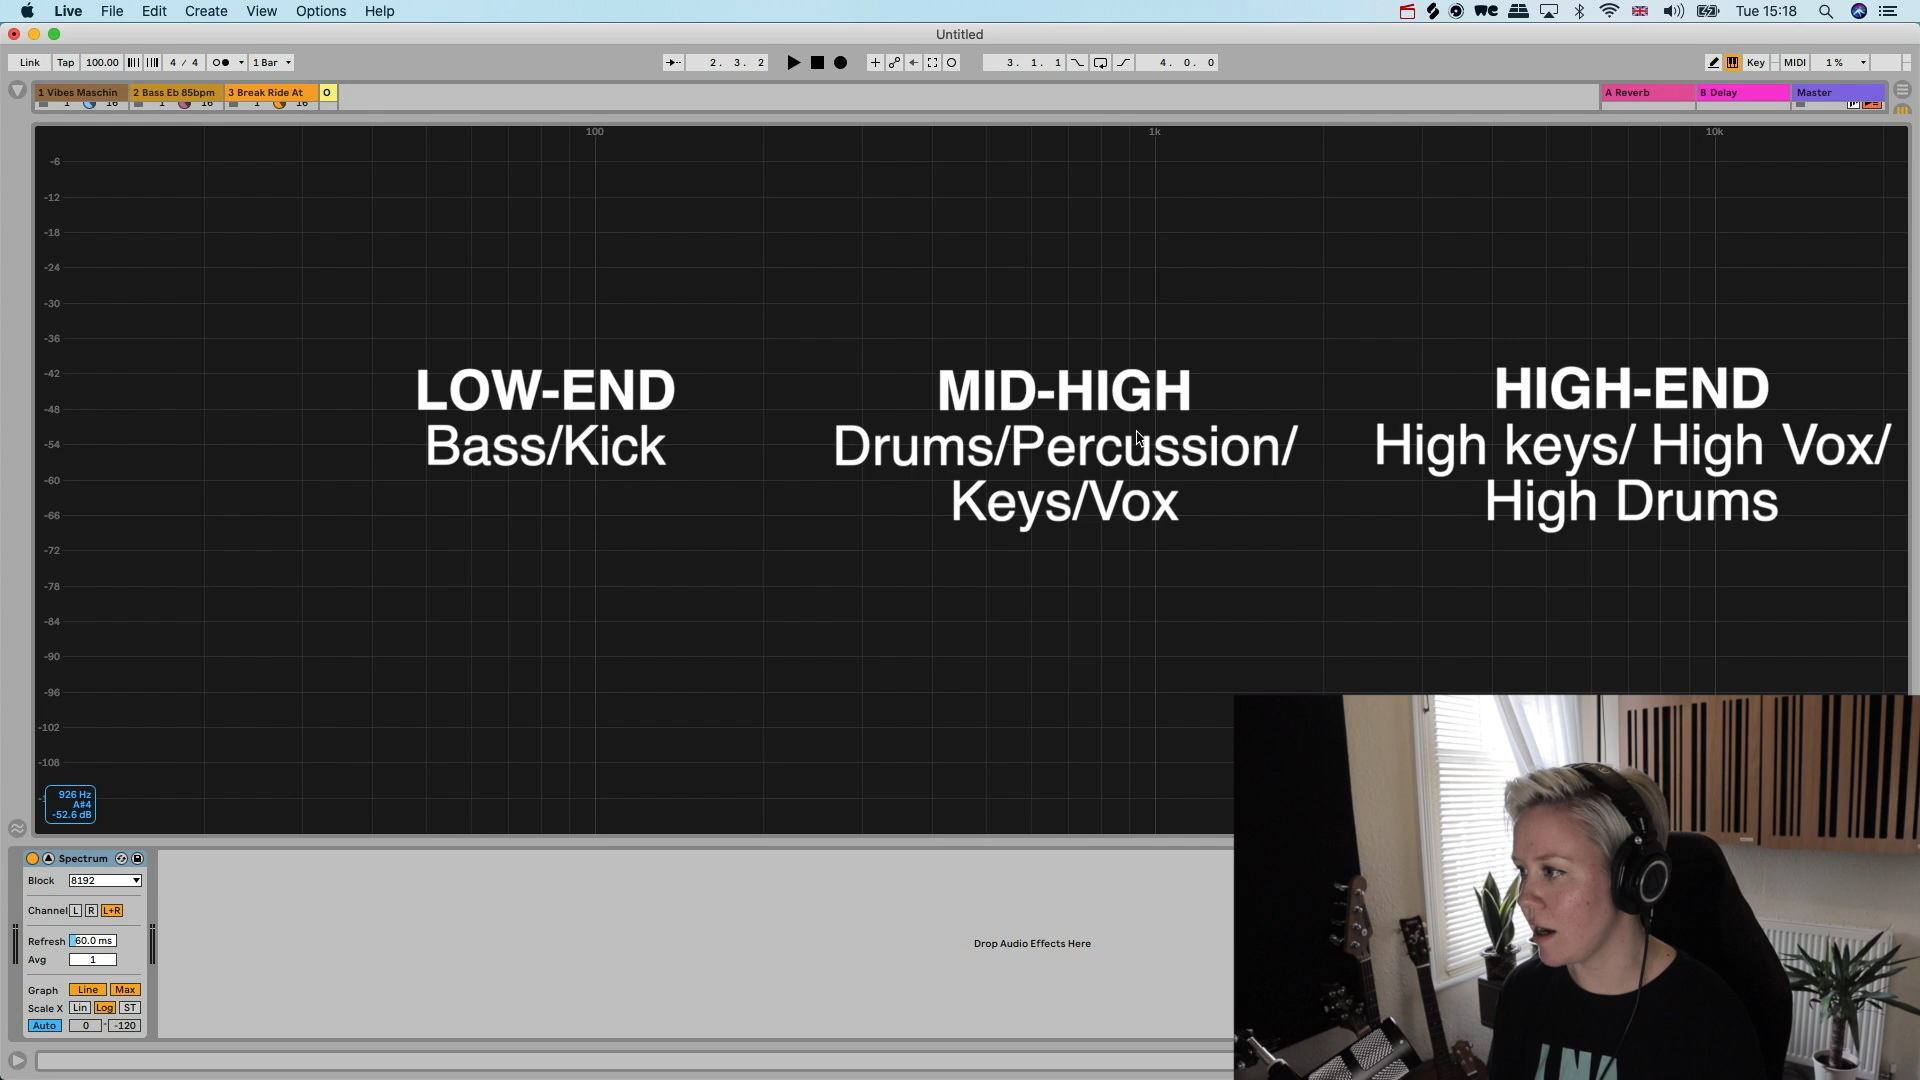 Live File Edit Create View Options Help
Tue 15:18
Untitled
Link Tap 100.00 4 / 4 1 Bar 2. 3. 2 3. 1. 1 4. 0. 0 Key MIDI 1 %
1 Vibes Maschin 2 Bass Eb 85bpm 3 Break Ride At O A Reverb B Delay Master
1 16 1 16 1 16
100 1k 10k
-6
-12
-18
-24
-30
-36
-42
-48
-54
-60
-66
-72
-78
-84
-90
-96
-102
-108
LOW-END
Bass/Kick
MID-HIGH
Drums/Percussion/
Keys/Vox
HIGH-END
High keys/ High Vox/
High Drums
926 Hz
A#4
-52.6 dB
Spectrum
Block 8192
Channel L R L+R
Refresh 60.0 ms
Avg 1
Graph Line Max
Scale X Lin Log ST
Auto 0 - -120
Drop Audio Effects Here